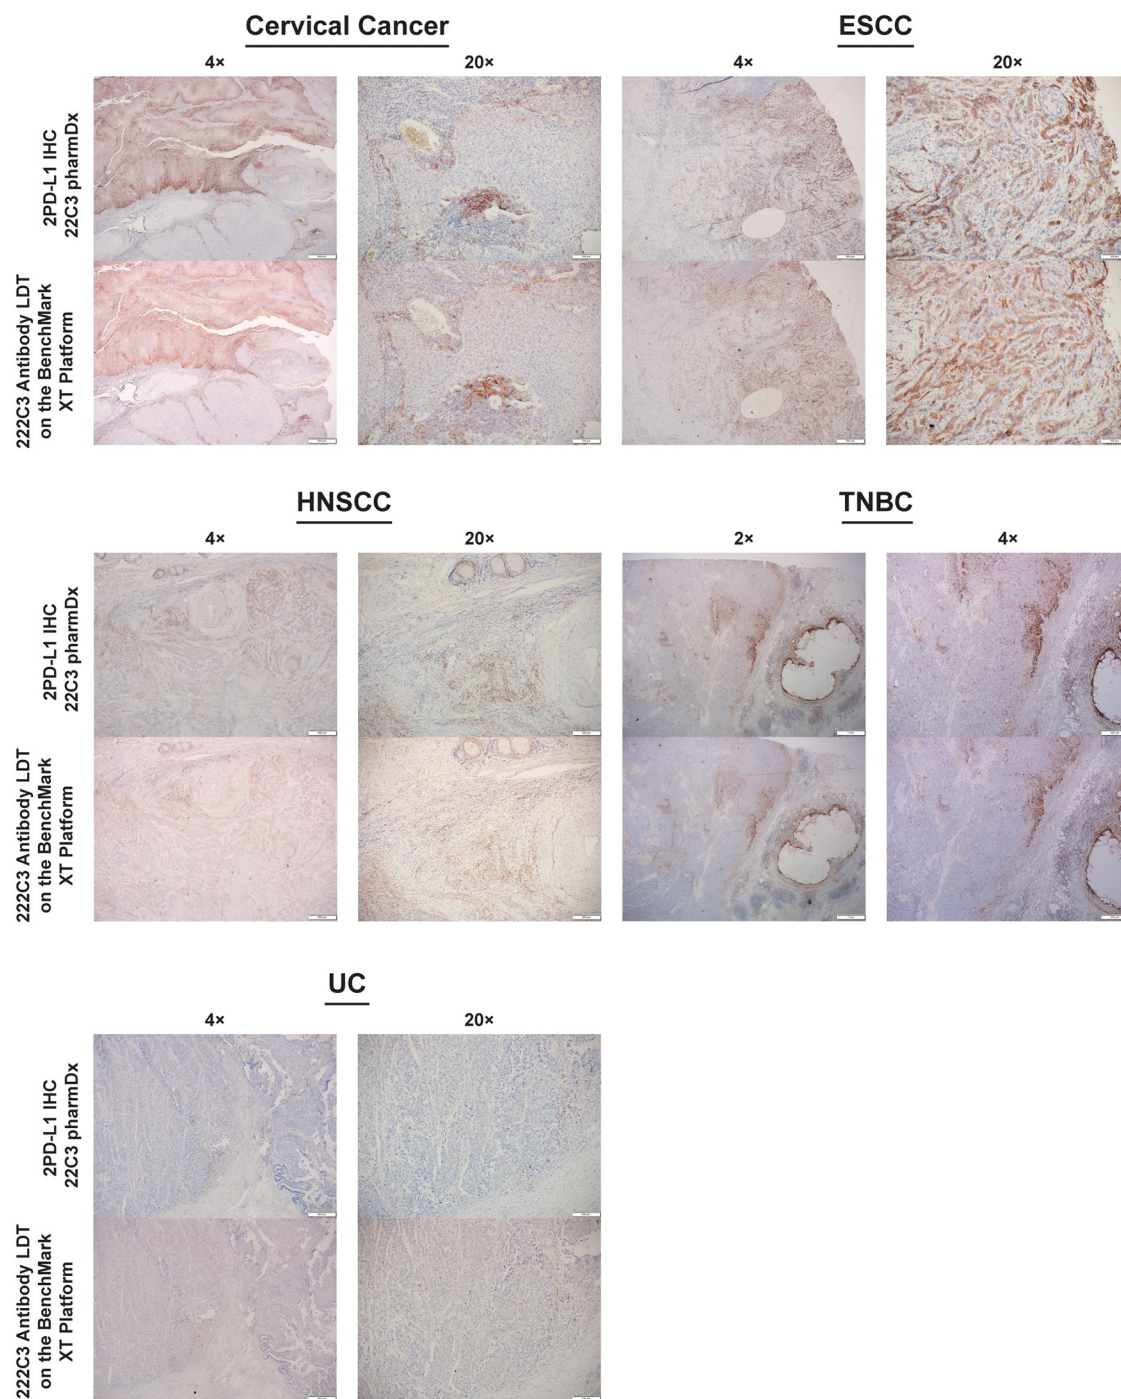 Cervical Cancer
ESCC
4×
20×
4×
20×
2PD-L1 IHC
22C3 pharmDx
222C3 Antibody LDT
on the BenchMark
XT Platform
HNSCC
TNBC
4×
20×
2×
4×
2PD-L1 IHC
22C3 pharmDx
222C3 Antibody LDT
on the BenchMark
XT Platform
UC
4×
20×
2PD-L1 IHC
22C3 pharmDx
222C3 Antibody LDT
on the BenchMark
XT Platform